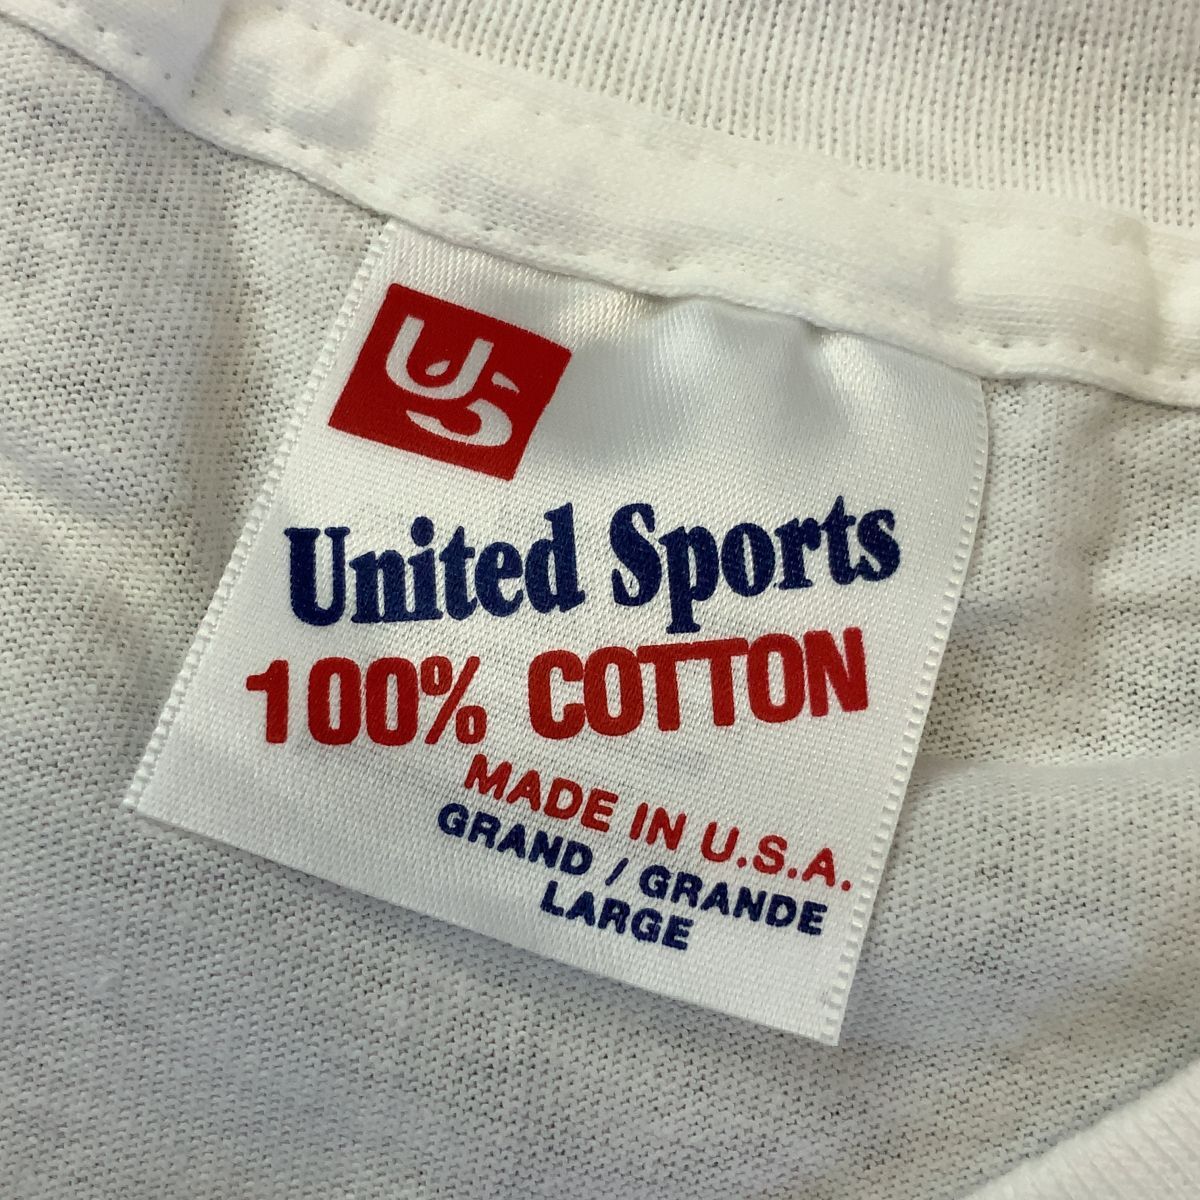 US
United Sports
100% COTTON
MADE IN U.S.A.
GRAND / GRANDE
LARGE